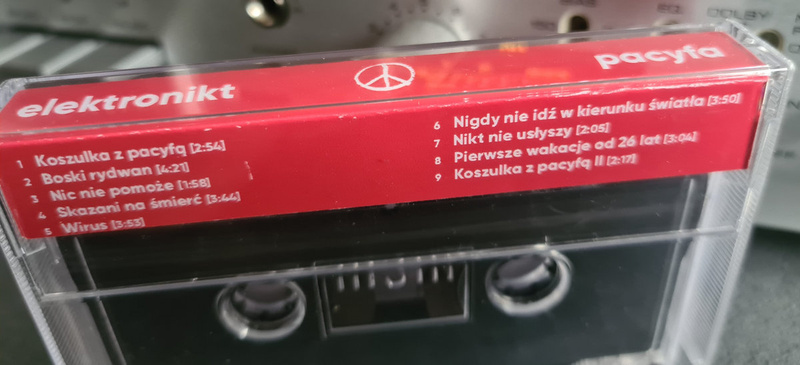 elektronikt
pacyfa
1 Koszulka z pacyfą [2:54]
2 Boski rydwan [4:21]
3 Nic nie pomoże [1:58]
4 Skazani na śmierć [3:44]
5 Wirus [3:53]
6 Nigdy nie idź w kierunku światła [3:50]
7 Nikt nie usłyszy [2:05]
8 Pierwsze wakacje od 26 lat [3:04]
9 Koszulka z pacyfą II [2:17]
DOLBY